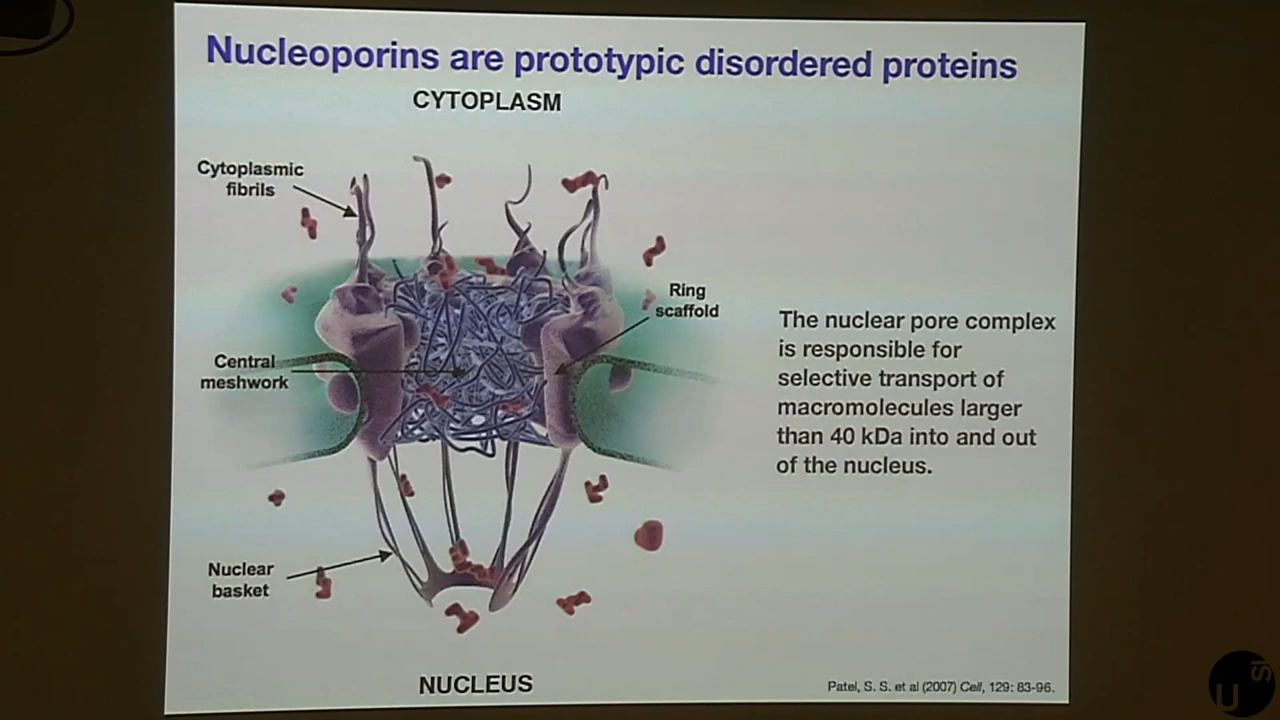 Nucleoporins are prototypic disordered proteins
CYTOPLASM
Cytoplasmic
fibrils
Ring
scaffold
Central
meshwork
The nuclear pore complex
is responsible for
selective transport of
macromolecules larger
than 40 kDa into and out
of the nucleus.
Nuclear
basket
NUCLEUS
Patel, S. S. et al (2007) Cell, 129: 83-96.
U
SI